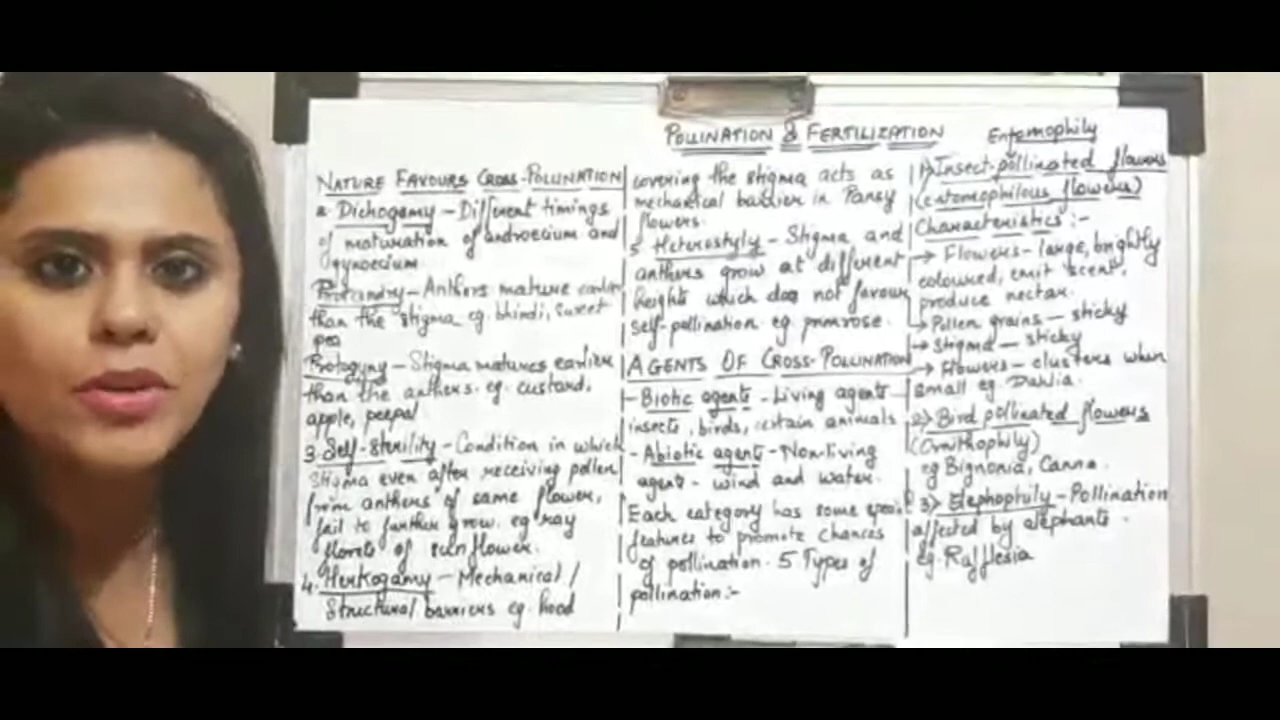 POLLINATION & FERTILIZATION
NATURE FAVOURS CROSS-POLLINATION
2. Dichogamy - Different timings
of maturation of androecium and
gynoecium.
Protandry - Anthers mature earlier
than the stigma eg. bhindi, sweet
pea
Protogyny - Stigma matures earlier
than the anthers. eg. custard,
apple, peepal
3. Self-Sterility - Condition in which
stigma even after receiving pollen
from anthers of same flower,
fail to further grow. eg ray
florets of sunflower.
4. Herkogamy - Mechanical /
Structural barriers eg. hood
covering the stigma acts as
mechanical barrier in Pansy
flowers.
5 Heterostyly - Stigma and
anthers grow at different
heights which does not favour
self-pollination. eg. primrose.
AGENTS OF CROSS-POLLINATION
- Biotic agents - Living agents -
insects, birds, certain animals
- Abiotic agent - Non-living
agent - wind and water.
Each category has some special
features to promote chances
of pollination. 5 Types of
pollination:-
Entomophily
1) Insect-pollinated flowers
(entomophilous flowers)
Characteristics :-
→ Flowers - large, brightly
coloured, emit scent,
produce nectar.
→ Pollen grains - sticky
→ Stigma - sticky
→ Flowers - clusters when
small eg. Dahlia.
2) Bird pollinated flowers
(Ornithophily)
eg Bignonia, Canna.
3) Elephophily - Pollination
affected by elephants.
Eg. Rafflesia